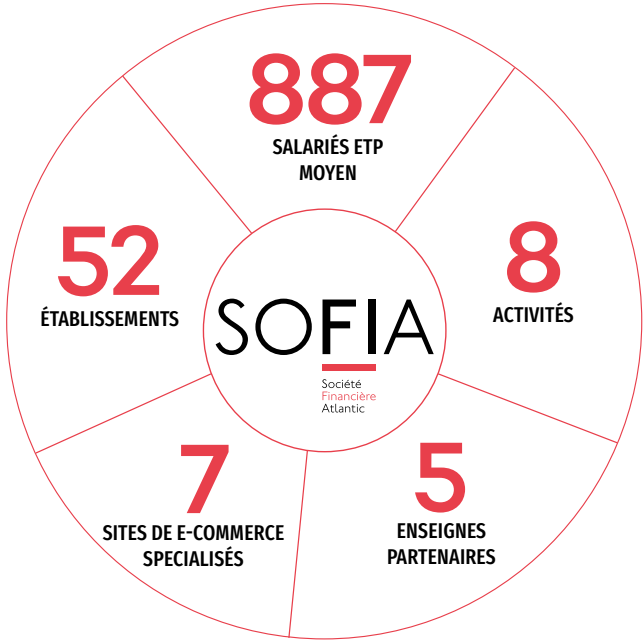 887
SALARIÉS ETP
MOYEN
8
ACTIVITÉS
5
ENSEIGNES
PARTENAIRES
7
SITES DE E-COMMERCE
SPECIALISÉS
52
ÉTABLISSEMENTS
SOFIA
Société
Financière
Atlantic